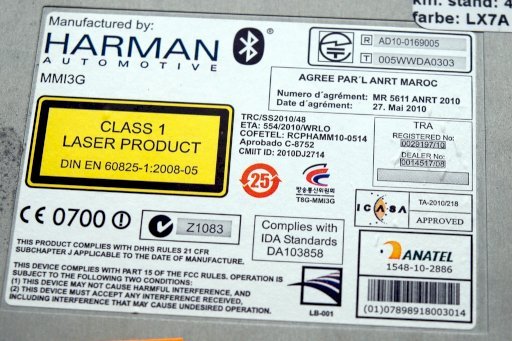 km. stand: 4
farbe: LX7A
Manufactured by:
HARMAN
AUTOMOTIVE
MMI3G
R AD10-0169005
T 005WWDA0303
AGREE PAR'L ANRT MAROC
Numero d'agrément: MR 5611 ANRT 2010
Date d'agrément: 27. Mai 2010
CLASS 1
LASER PRODUCT
DIN EN 60825-1:2008-05
TRC/SS2010/48
ETA: 554/2010/WRLO
COFETEL: RCPHAMM10-0514
Aprobado C-8752
CMIIT ID: 2010DJ2714
TRA
REGISTERED No:
0029197/10
DEALER No:
0014517/08
25
방송통신위원회
T8G-MMI3G
ICASA
TA-2010/218
APPROVED
CE 0700
Z1083
Complies with
IDA Standards
DA103858
ANATEL
1548-10-2886
(01)07898918003014
THIS PRODUCT COMPLIES WITH DHHS RULES 21 CFR
SUBCHAPTER J APPLICABLE TO THE DATE OF MANUFACTURE.
THIS DEVICE COMPLIES WITH PART 15 OF THE FCC RULES. OPERATION IS
SUBJECT TO THE FOLLOWING TWO CONDITIONS:
(1) THIS DEVICE MAY NOT CAUSE HARMFUL INTERFERENCE, AND
(2) THIS DEVICE MUST ACCEPT ANY INTERFERENCE RECEIVED,
INCLUDING INTERFERENCE THAT MAY CAUSE UNDESIRED OPERATION.
LB-001